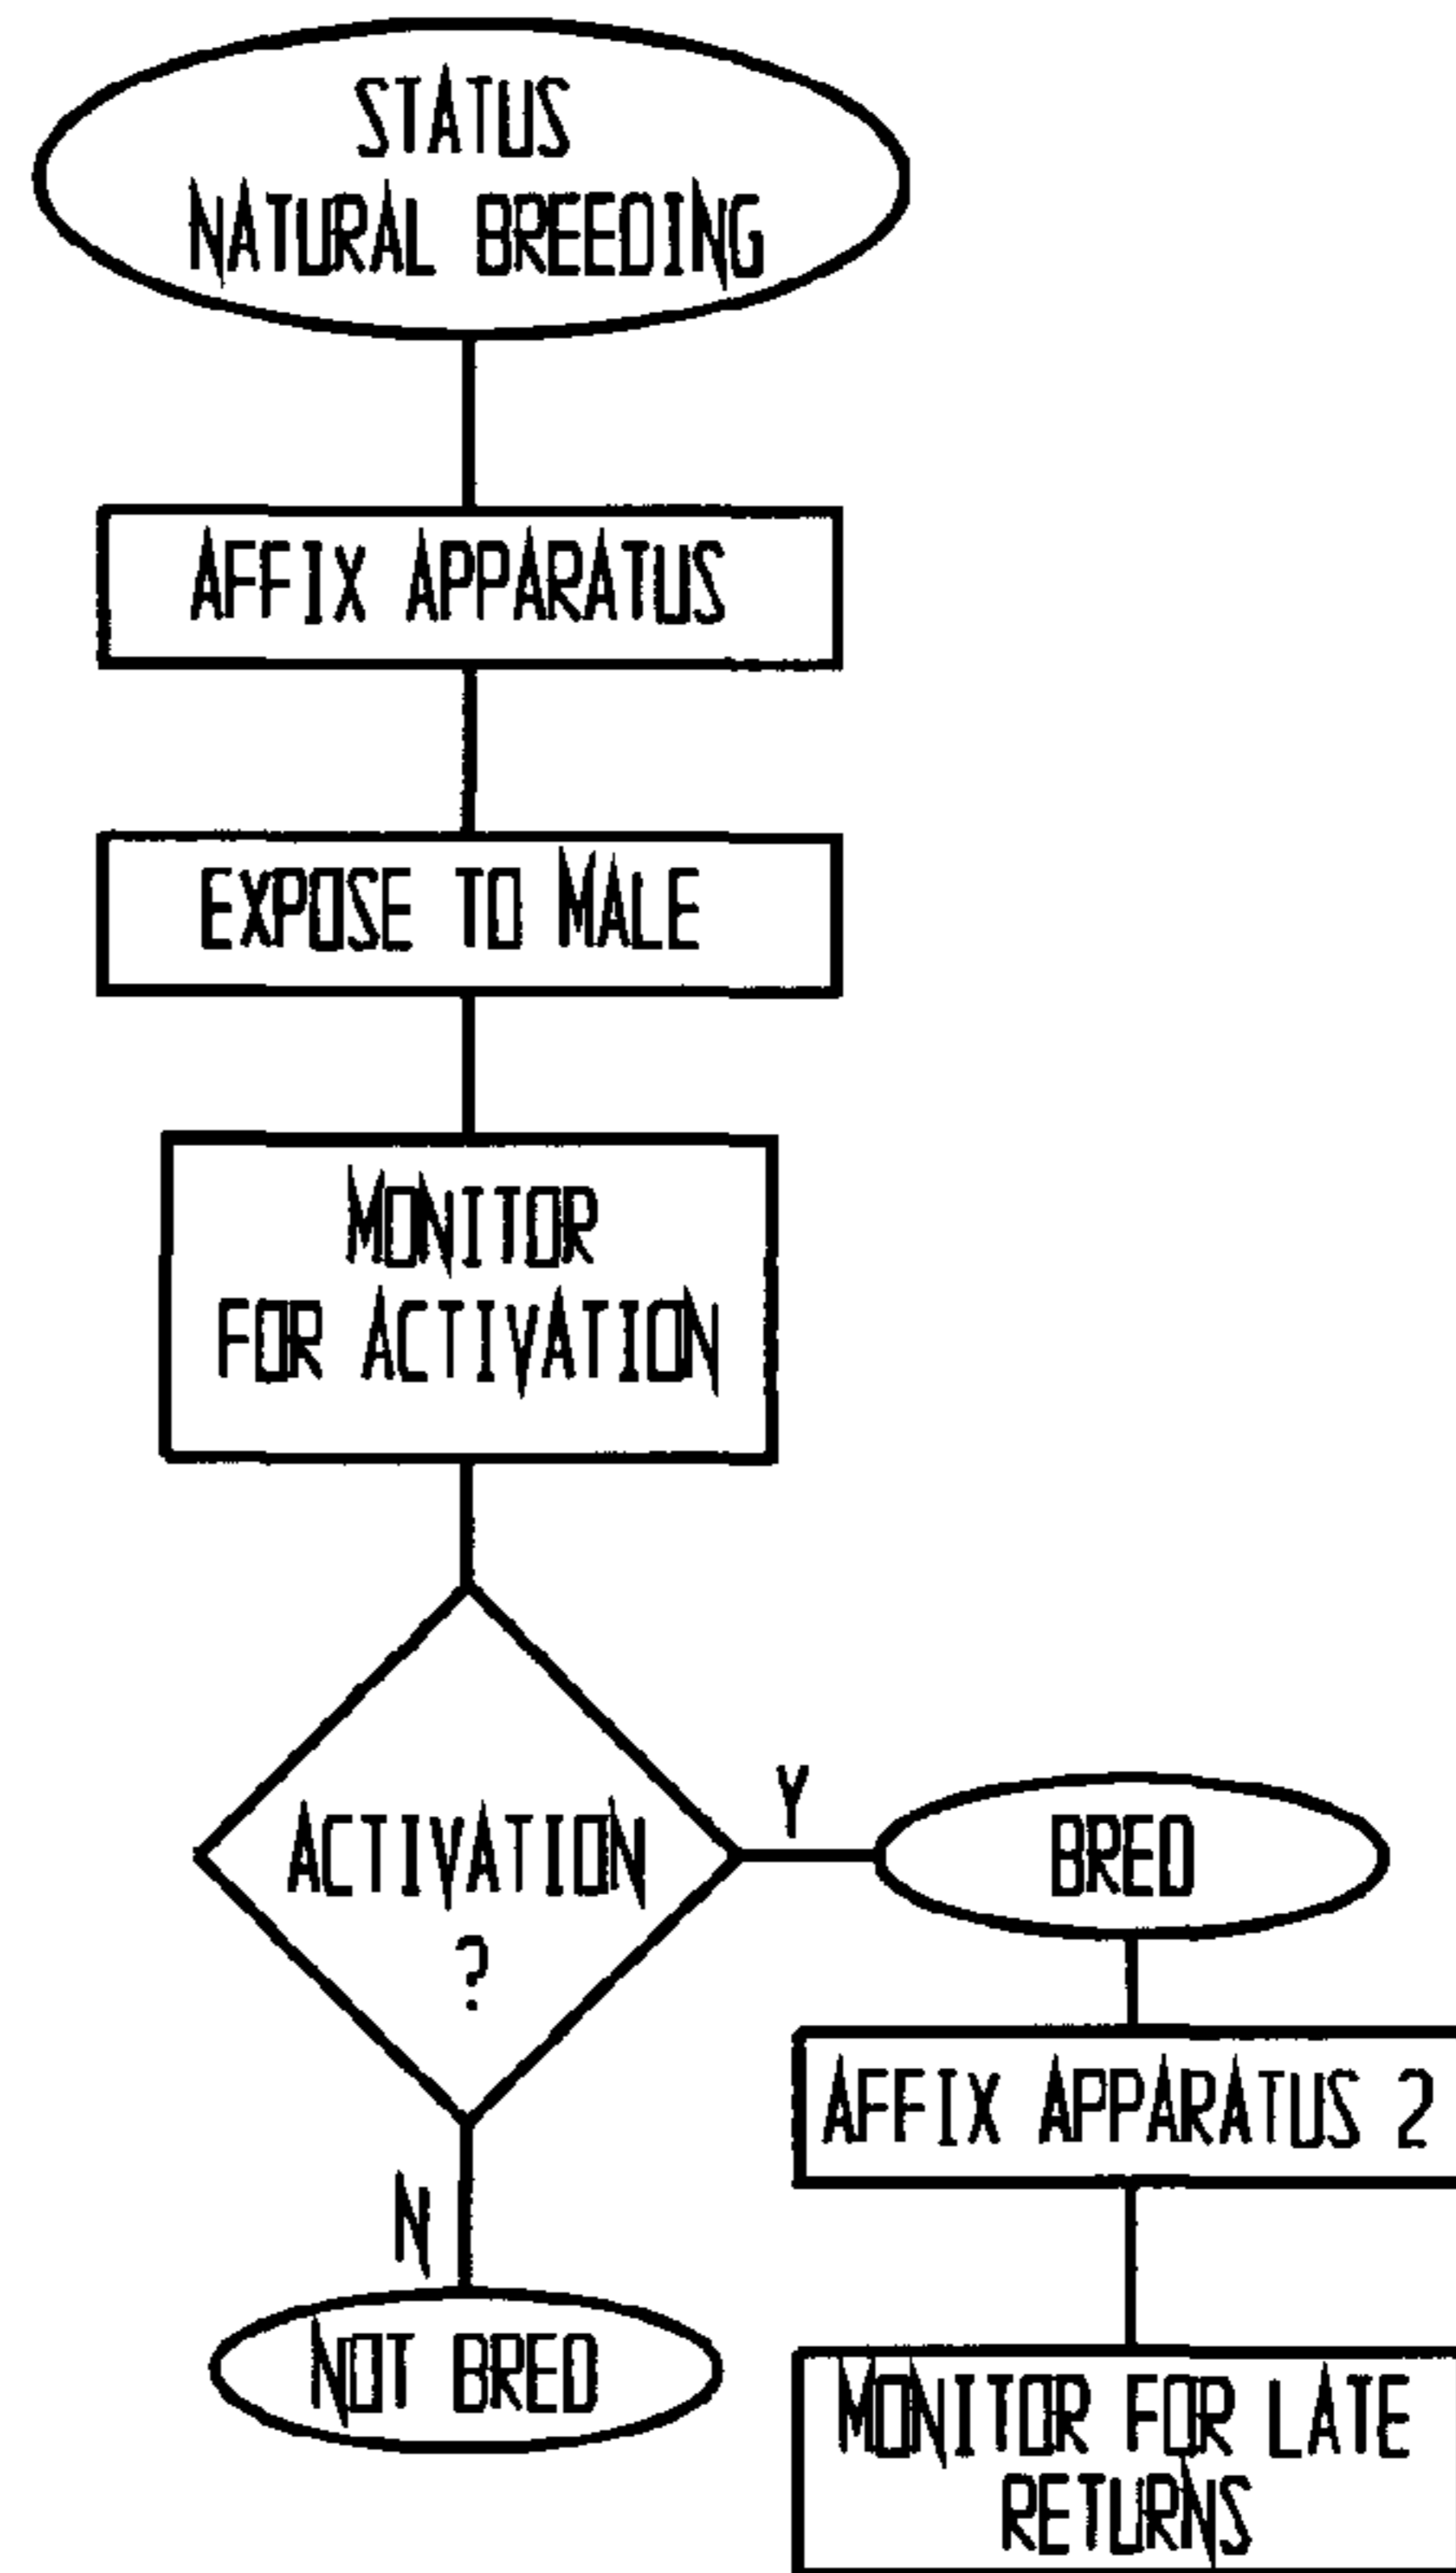 STATUS
NATURAL BREEDING
AFFIX APPARATUS
EXPOSE TO MALE
MONITOR
FOR ACTIVATION
ACTIVATION
?
Y
BRED
AFFIX APPARATUS 2
MONITOR FOR LATE
RETURNS
N
NOT BRED